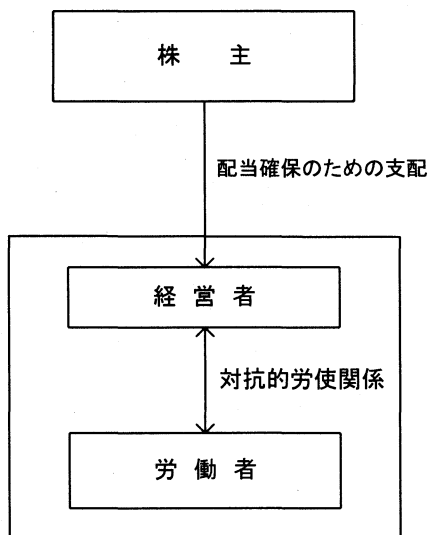 株　主
配当確保のための支配
経営者
対抗的労使関係
労働者